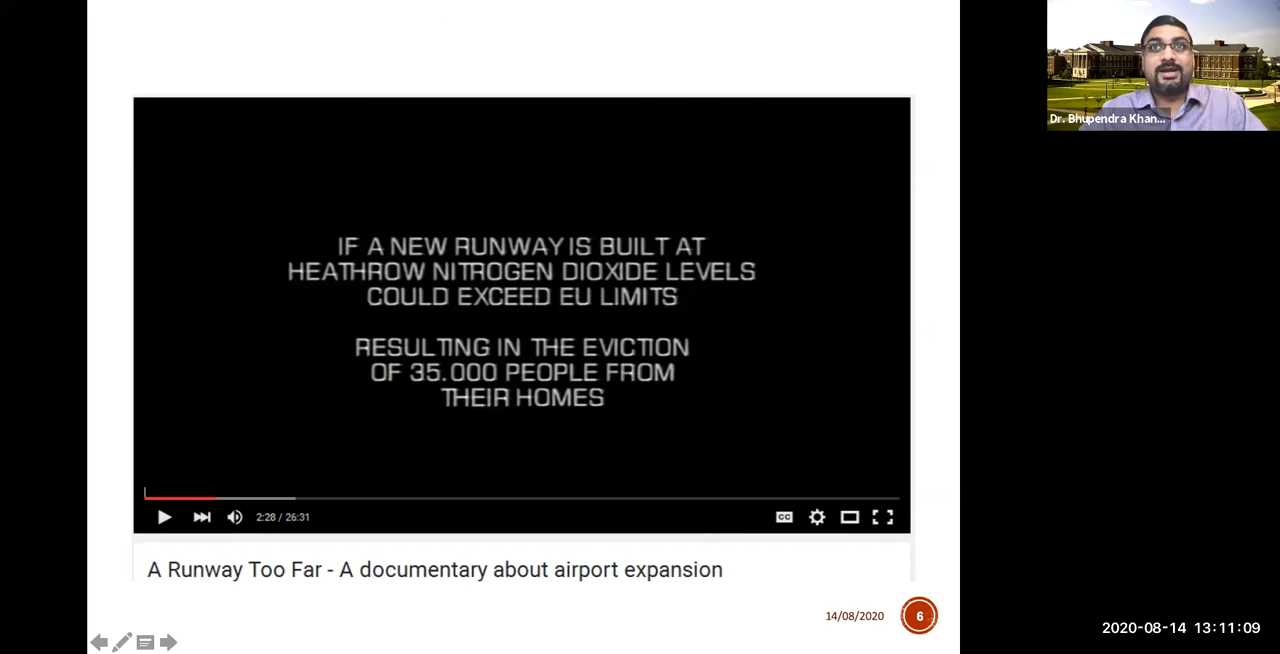 IF A NEW RUNWAY IS BUILT AT
HEATHROW NITROGEN DIOXIDE LEVELS
COULD EXCEED EU LIMITS
RESULTING IN THE EVICTION
OF 35.000 PEOPLE FROM
THEIR HOMES
2:28 / 26:31
CC
A Runway Too Far - A documentary about airport expansion
14/08/2020
6
Dr. Bhupendra Khan...
2020-08-14 13:11:09